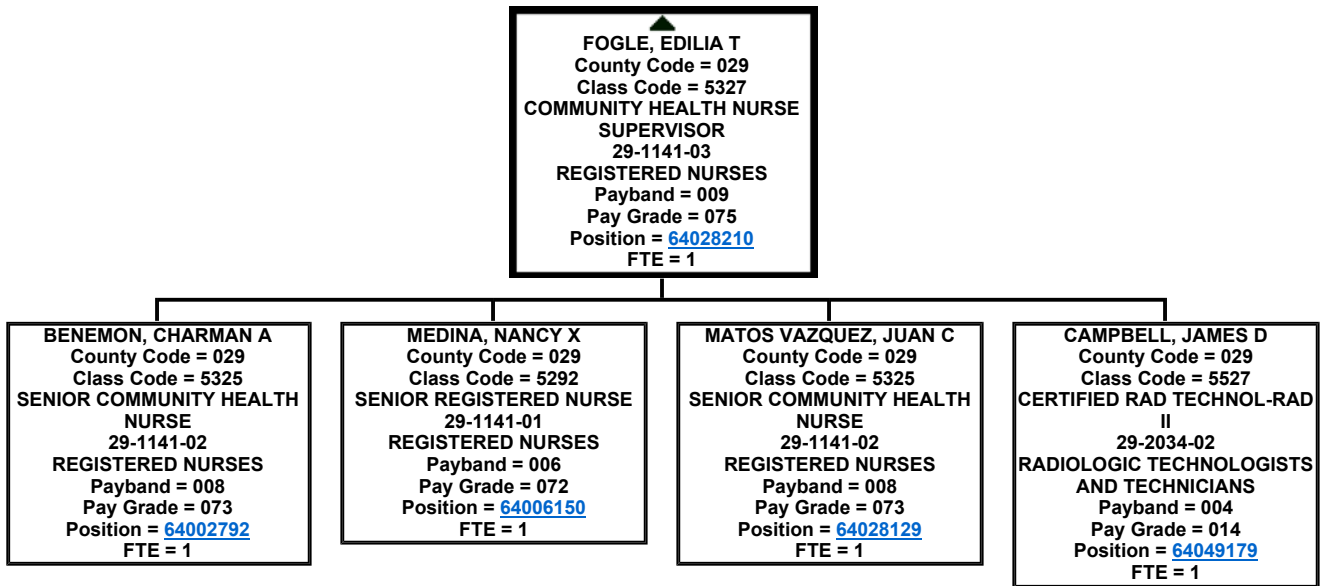 FOGLE, EDILIA T
County Code = 029
Class Code = 5327
COMMUNITY HEALTH NURSE
SUPERVISOR
29-1141-03
REGISTERED NURSES
Payband = 009
Pay Grade = 075
Position = 64028210
FTE = 1
BENEMON, CHARMAN A
County Code = 029
Class Code = 5325
SENIOR COMMUNITY HEALTH
NURSE
29-1141-02
REGISTERED NURSES
Payband = 008
Pay Grade = 073
Position = 64002792
FTE = 1
MEDINA, NANCY X
County Code = 029
Class Code = 5292
SENIOR REGISTERED NURSE
29-1141-01
REGISTERED NURSES
Payband = 006
Pay Grade = 072
Position = 64006150
FTE = 1
MATOS VAZQUEZ, JUAN C
County Code = 029
Class Code = 5325
SENIOR COMMUNITY HEALTH
NURSE
29-1141-02
REGISTERED NURSES
Payband = 008
Pay Grade = 073
Position = 64028129
FTE = 1
CAMPBELL, JAMES D
County Code = 029
Class Code = 5527
CERTIFIED RAD TECHNOL-RAD
II
29-2034-02
RADIOLOGIC TECHNOLOGISTS
AND TECHNICIANS
Payband = 004
Pay Grade = 014
Position = 64049179
FTE = 1